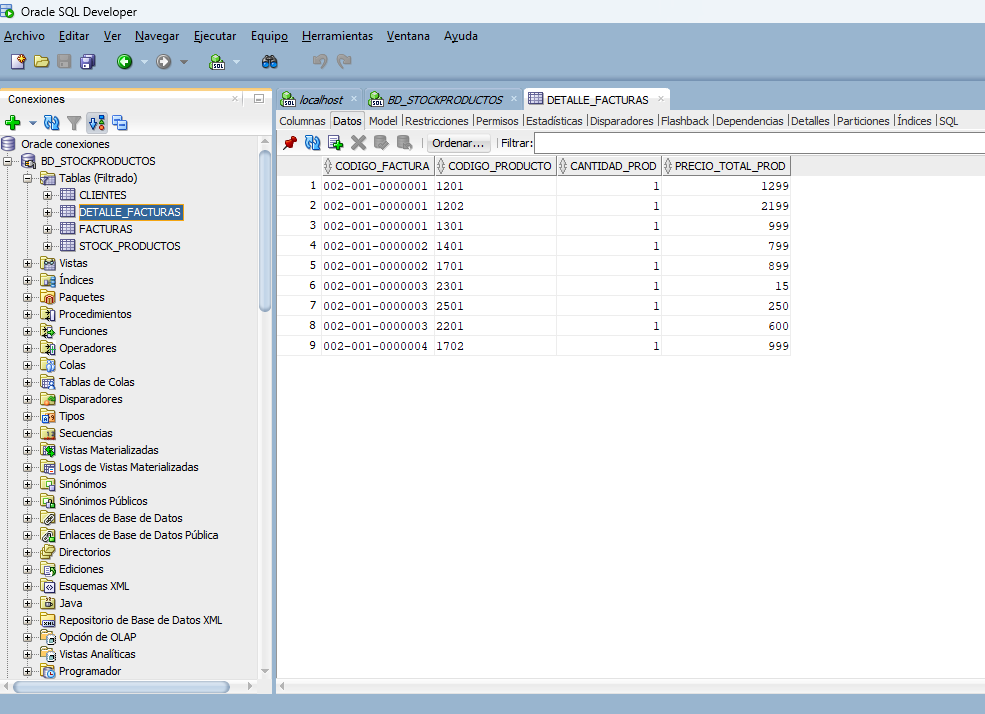 Oracle SQL Developer
Archivo Editar Ver Navegar Ejecutar Equipo Herramientas Ventana Ayuda
Conexiones
localhost BD_STOCKPRODUCTOS DETALLE_FACTURAS
Columnas Datos Model Restricciones Permisos Estadísticas Disparadores Flashback Dependencias Detalles Particiones Índices SQL
Ordenar... Filtrar:
Oracle conexiones
BD_STOCKPRODUCTOS
Tablas (Filtrado)
CLIENTES
DETALLE_FACTURAS
FACTURAS
STOCK_PRODUCTOS
Vistas
Índices
Paquetes
Procedimientos
Funciones
Operadores
Colas
Tablas de Colas
Disparadores
Tipos
Secuencias
Vistas Materializadas
Logs de Vistas Materializadas
Sinónimos
Sinónimos Públicos
Enlaces de Base de Datos
Enlaces de Base de Datos Pública
Directorios
Ediciones
Esquemas XML
Java
Repositorio de Base de Datos XML
Opción de OLAP
Vistas Analíticas
Programador
CODIGO_FACTURA CODIGO_PRODUCTO CANTIDAD_PROD PRECIO_TOTAL_PROD
1 002-001-0000001 1201 1 1299
2 002-001-0000001 1202 1 2199
3 002-001-0000001 1301 1 999
4 002-001-0000002 1401 1 799
5 002-001-0000002 1701 1 899
6 002-001-0000003 2301 1 15
7 002-001-0000003 2501 1 250
8 002-001-0000003 2201 1 600
9 002-001-0000004 1702 1 999